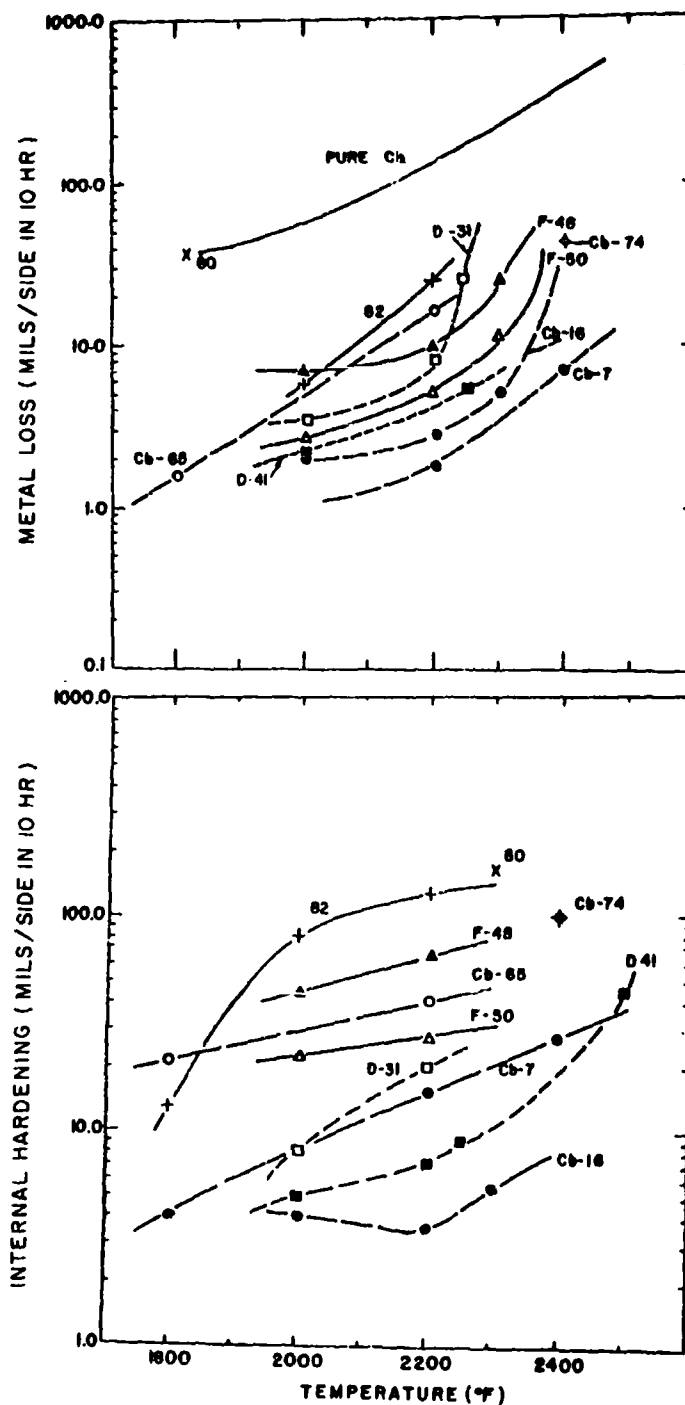 1000.0
100.0
10.0
1.0
0.1
METAL LOSS (MILS/SIDE IN 10 HR)
PURE Cb
X 80
82
D-31
F-48
Cb-74
F-50
Cb-16
Cb-7
Cb-65
D-41
1000.0
100.0
10.0
1.0
INTERNAL HARDENING (MILS/SIDE IN 10 HR)
80
X
82
Cb-74
F-48
D 41
Cb-65
F-50
D-31
Cb-7
Cb-16
1800
2000
2200
2400
TEMPERATURE (°F)